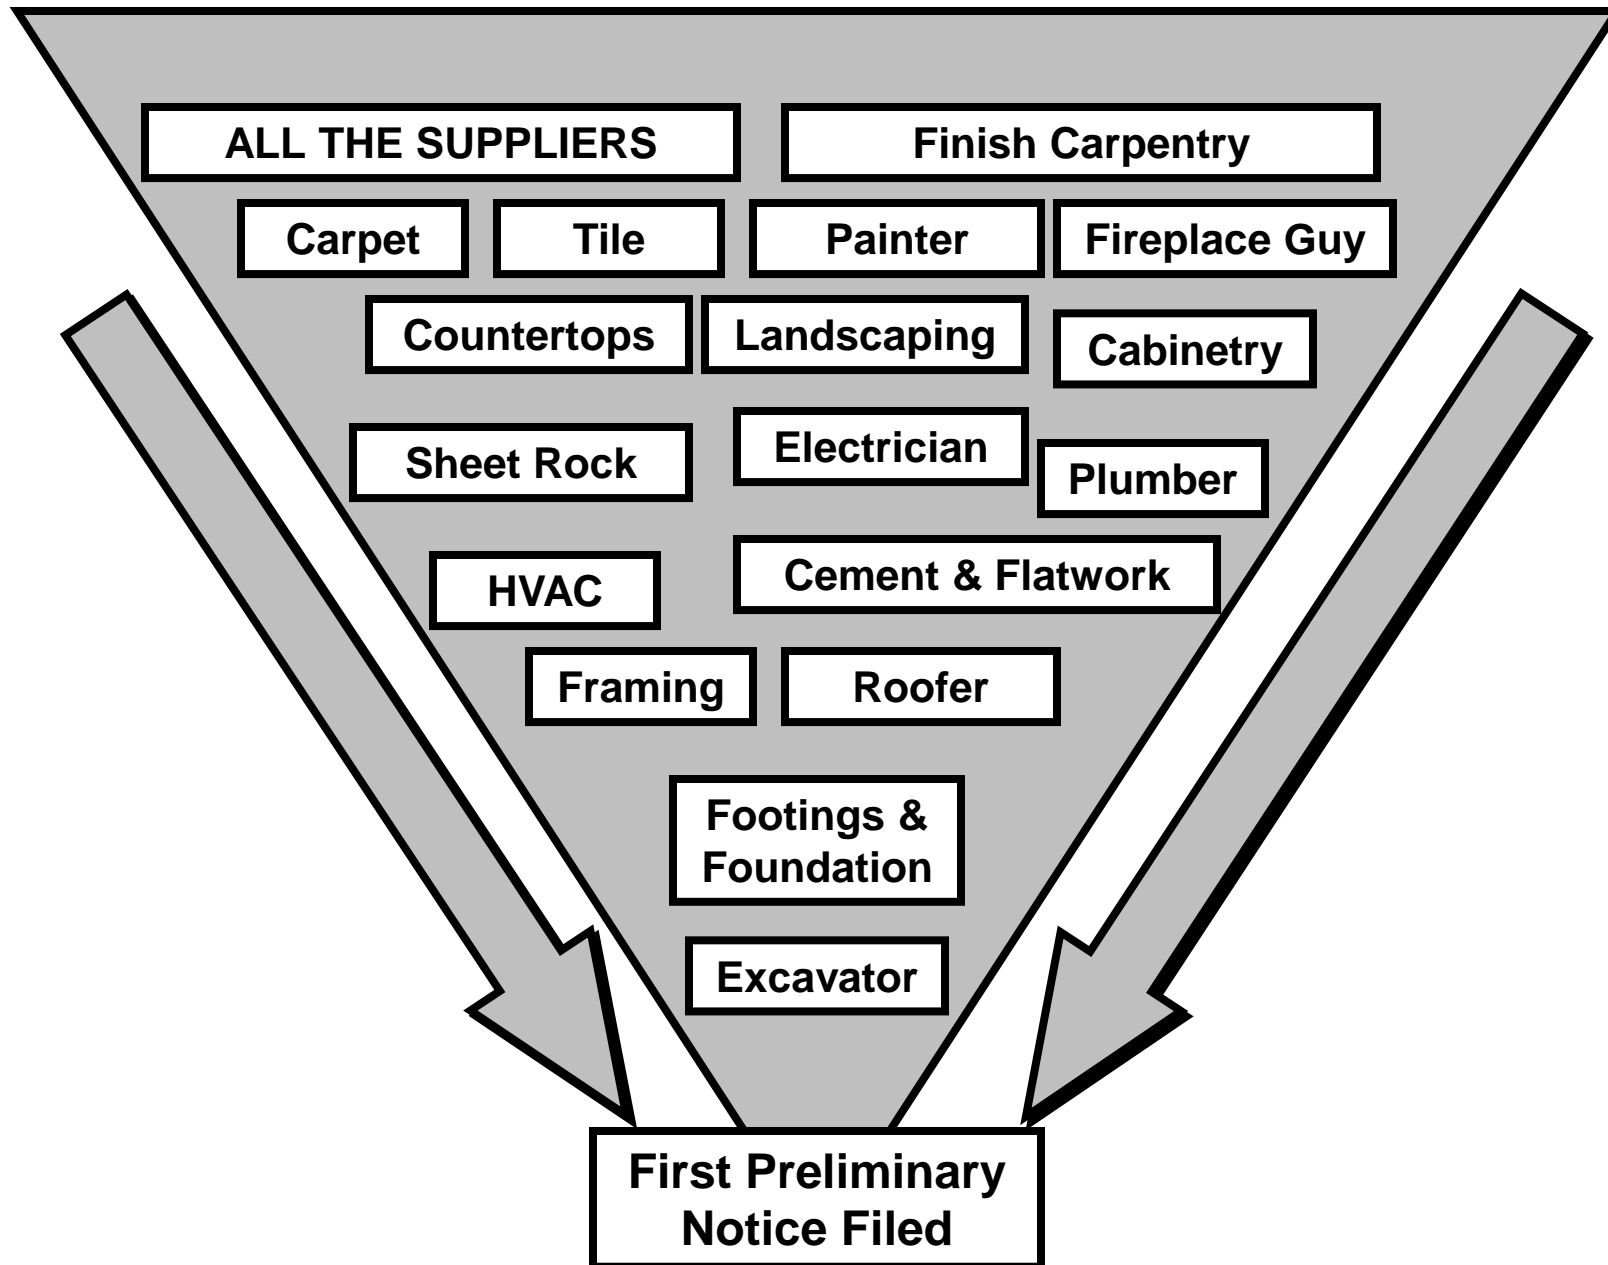 ALL THE SUPPLIERS
Finish Carpentry
Carpet
Tile
Painter
Fireplace Guy
Countertops
Landscaping
Cabinetry
Sheet Rock
Electrician
Plumber
HVAC
Cement & Flatwork
Framing
Roofer
Footings &
Foundation
Excavator
First Preliminary
Notice Filed